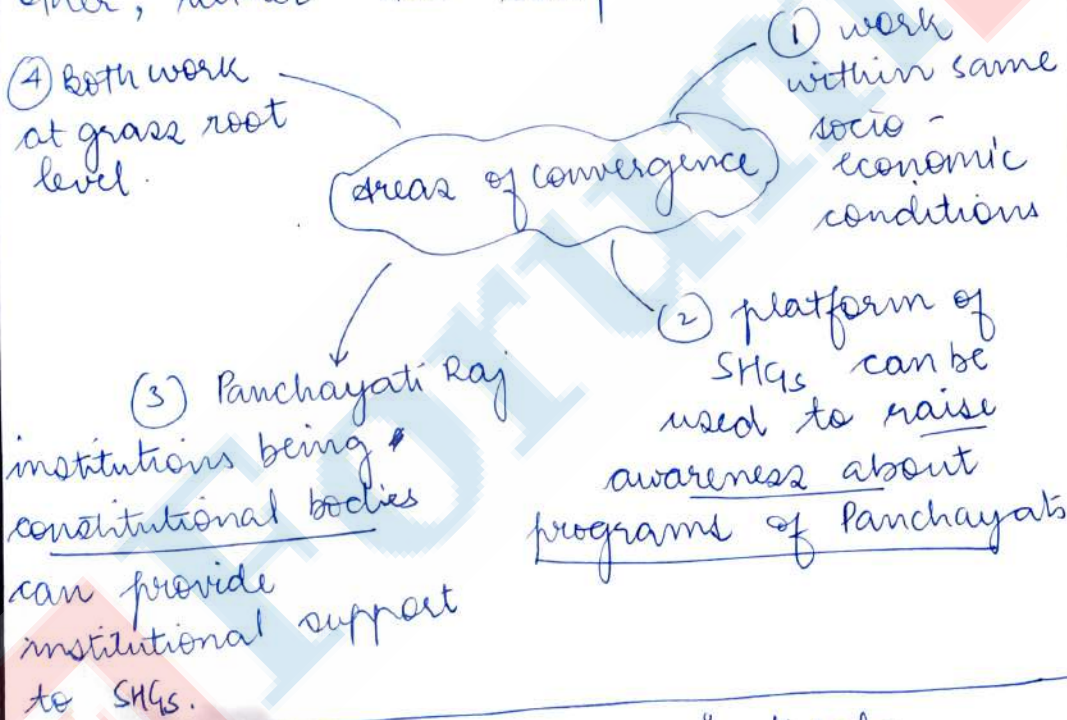 other,
④ Both work
at grass root
level.
Areas of convergence
① work
within same
socio -
economic
conditions
② platform of
SHGs can be
used to raise
awareness about
programs of Panchayats
③ Panchayati Raj
institutions being
constitutional bodies
can provide
institutional support
to SHGs.
Forum